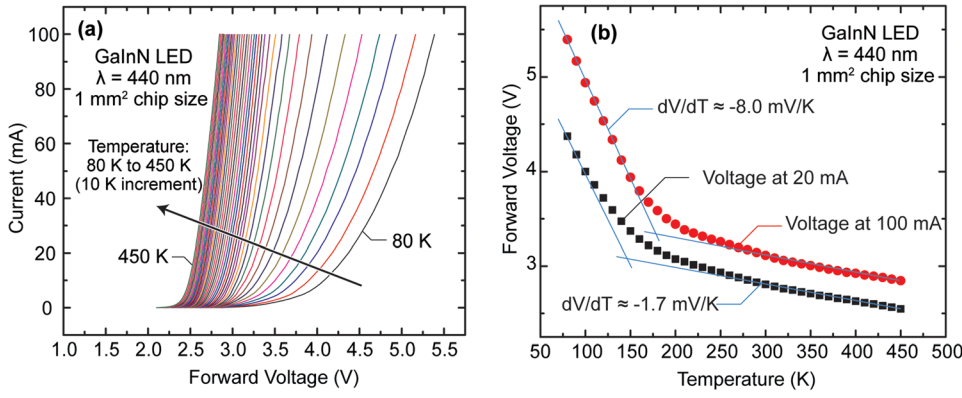 (a)
GaInN LED
λ = 440 nm
1 mm² chip size
Temperature:
80 K to 450 K
(10 K increment)
450 K
80 K
Current (mA)
100
80
60
40
20
0
1.0 1.5 2.0 2.5 3.0 3.5 4.0 4.5 5.0 5.5
Forward Voltage (V)
(b)
GaInN LED
λ = 440 nm
1 mm² chip size
dV/dT ≈ -8.0 mV/K
Voltage at 20 mA
Voltage at 100 mA
dV/dT ≈ -1.7 mV/K
Forward Voltage (V)
5
4
3
50 100 150 200 250 300 350 400 450 500
Temperature (K)